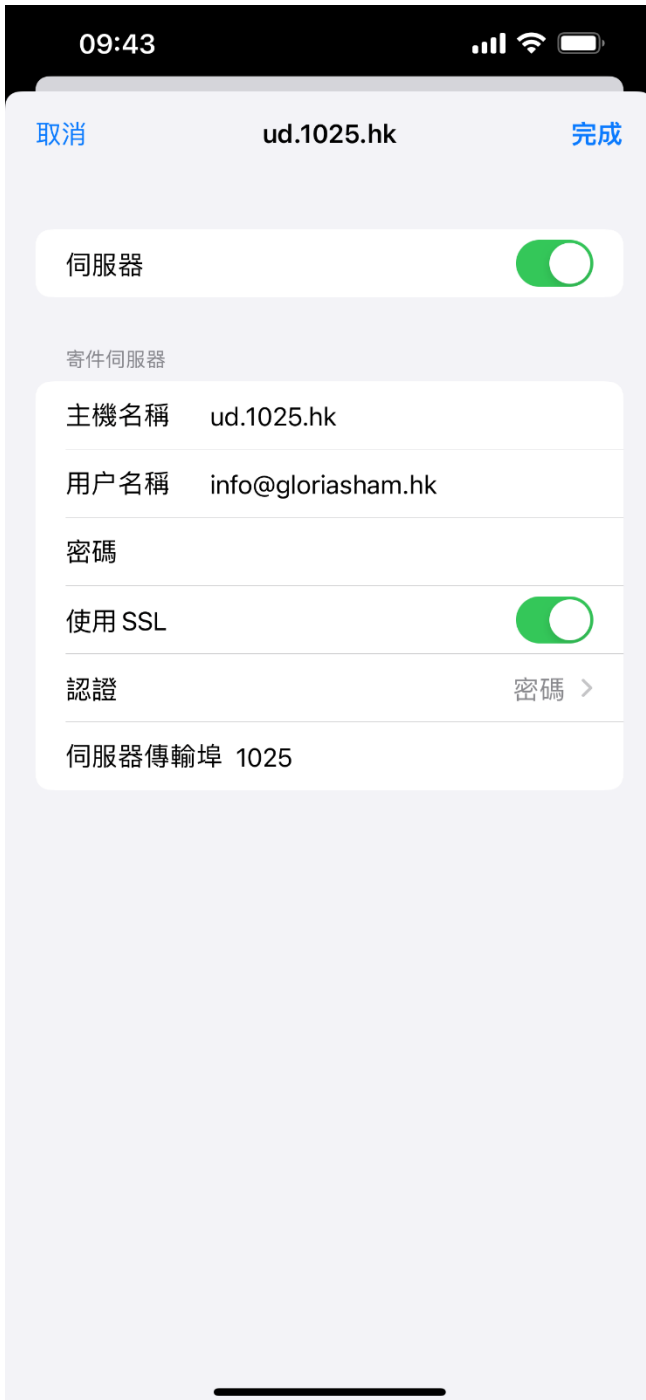 09:43
取消 ud.1025.hk 完成
伺服器
寄件伺服器
主機名稱 ud.1025.hk
用户名稱 info@gloriasham.hk
密碼
使用 SSL
認證 密碼
伺服器傳輸埠 1025